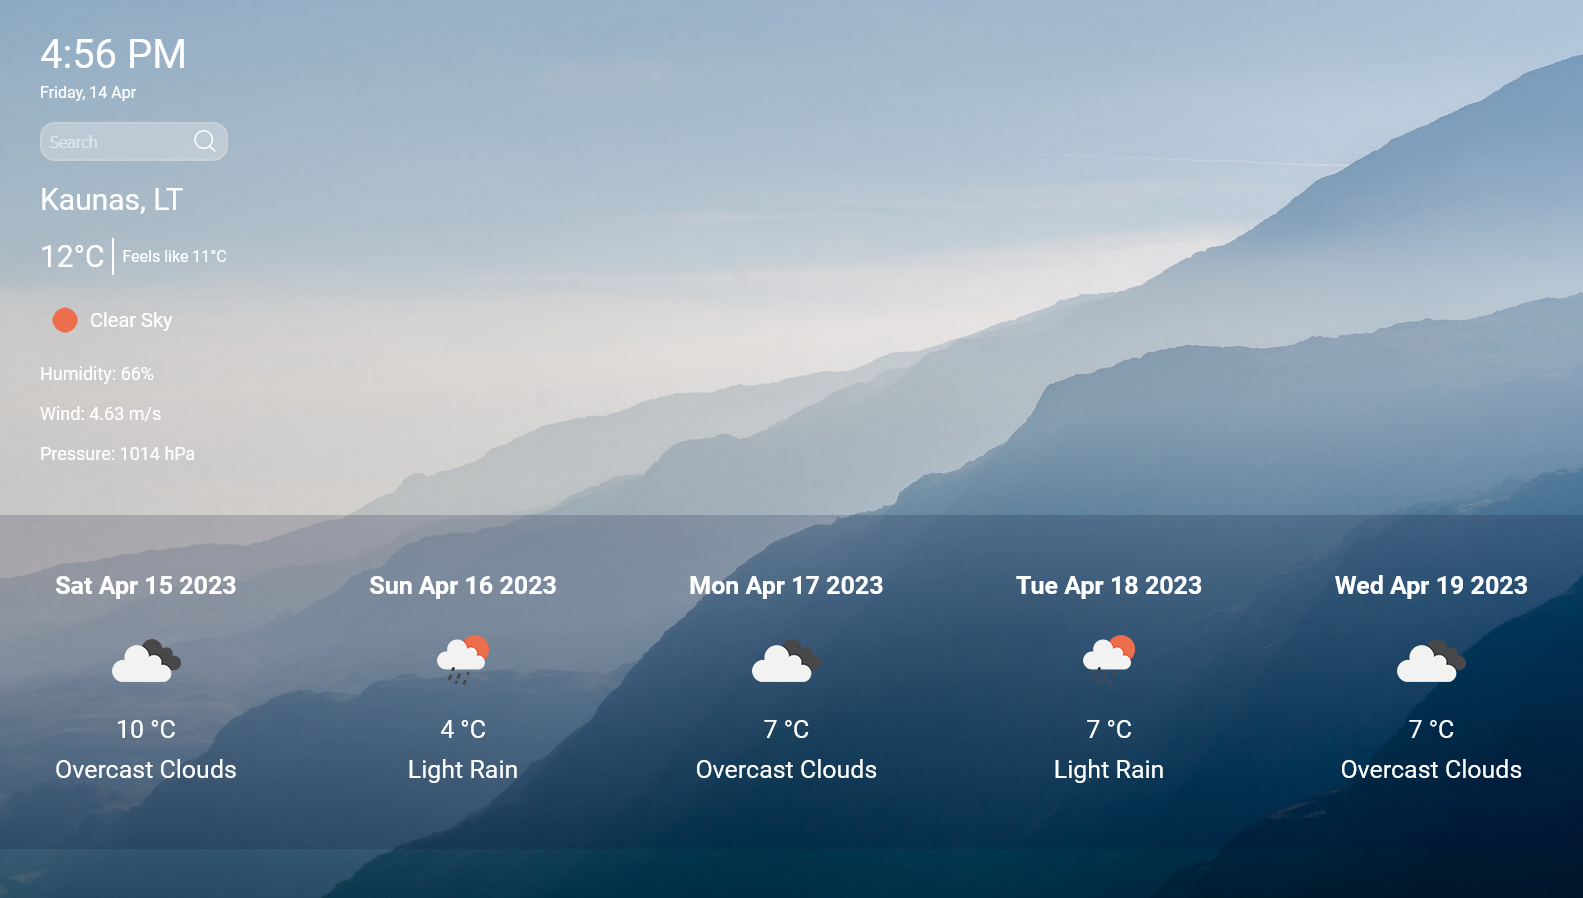 4:56 PM
Friday, 14 Apr
Search
Kaunas, LT
12°C
Feels like 11°C
Clear Sky
Humidity: 66%
Wind: 4.63 m/s
Pressure: 1014 hPa
Sat Apr 15 2023
10 °C
Overcast Clouds
Sun Apr 16 2023
4 °C
Light Rain
Mon Apr 17 2023
7 °C
Overcast Clouds
Tue Apr 18 2023
7 °C
Light Rain
Wed Apr 19 2023
7 °C
Overcast Clouds